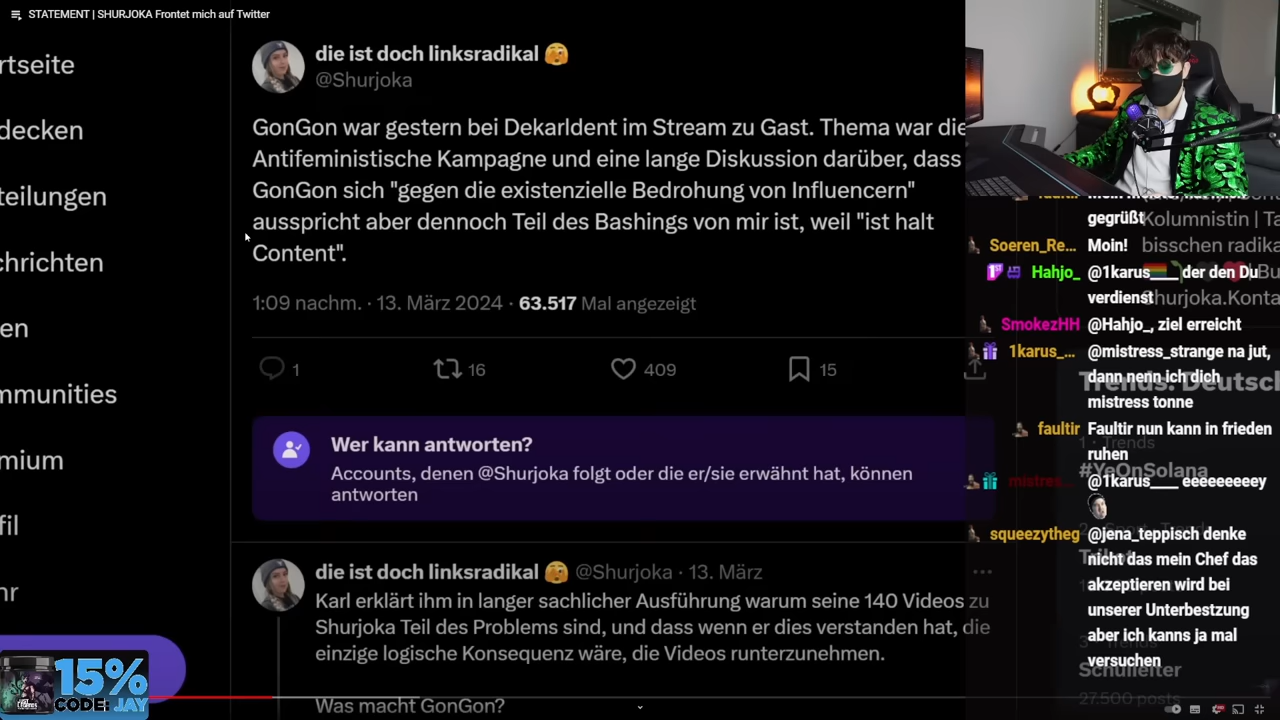 STATEMENT | SHURJOKA Frontet mich auf Twitter
rtseite
decken
teilungen
chrichten
en
mmunities
mium
fil
hr
15%
CODE: JAY
die ist doch linksradikal
@Shurjoka
GonGon war gestern bei Dekarldent im Stream zu Gast. Thema war die
Antifeministische Kampagne und eine lange Diskussion darüber, dass
GonGon sich "gegen die existenzielle Bedrohung von Influencern"
ausspricht aber dennoch Teil des Bashings von mir ist, weil "ist halt
Content".
1:09 nachm. · 13. März 2024 · 63.517 Mal angezeigt
1 16 409 15
Wer kann antworten?
Accounts, denen @Shurjoka folgt oder die er/sie erwähnt hat, können
antworten
die ist doch linksradikal @Shurjoka · 13. März
Karl erklärt ihm in langer sachlicher Ausführung warum seine 140 Videos zu
Shurjoka Teil des Problems sind, und dass wenn er dies verstanden hat, die
einzige logische Konsequenz wäre, die Videos runterzunehmen.
Was macht GonGon?
gegrüßt
Kolumnistin | Ta
Soeren_Re... Moin!
bisschen radika
Hahjo_ @1karus___ der den Du
verdienst
Shurjoka.Konta
SmokezHH @Hahjo_, ziel erreicht
1karus_... @mistress_strange na jut,
dann nenn ich dich
mistress tonne
Trends: Deutsc
faultir Faultir nun kann in frieden
ruhen
1 · Trends
#YeOnSolana
mistres... @1karus___ eeeeeeeeey
squeezytheg @jena_teppisch denke
nicht das mein Chef das
akzeptieren wird bei
unserer Unterbestzung
aber ich kanns ja mal
versuchen
Schulleiter
27.500 posts